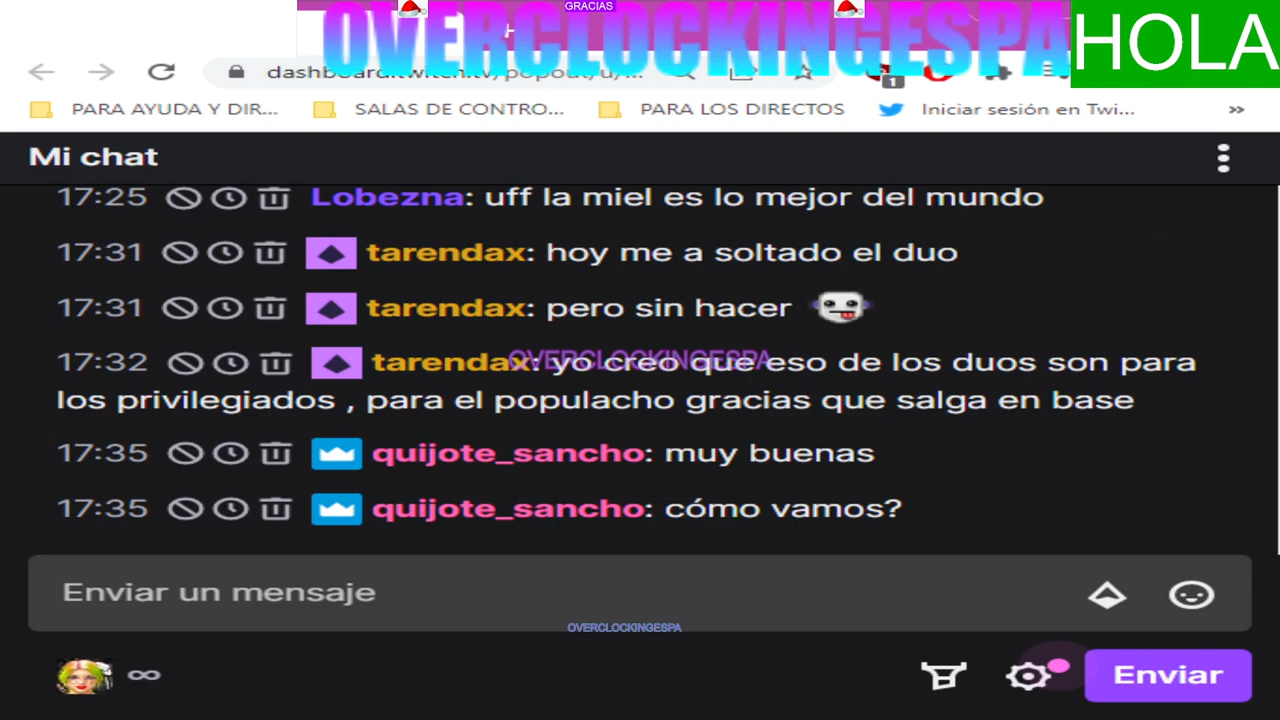 GRACIAS
OVERCLOCKINGESPA
HOLA
1
PARA AYUDA Y DIR... SALAS DE CONTRO... PARA LOS DIRECTOS Iniciar sesión en Twi... »
Mi chat
17:25 Lobezna: uff la miel es lo mejor del mundo
17:31 tarendax: hoy me a soltado el duo
17:31 tarendax: pero sin hacer
OVERCLOCKINGESPA
17:32 tarendax: yo creo que eso de los duos son para
los privilegiados , para el populacho gracias que salga en base
17:35 quijote_sancho: muy buenas
17:35 quijote_sancho: cómo vamos?
Enviar un mensaje
OVERCLOCKINGESPA
∞
Enviar